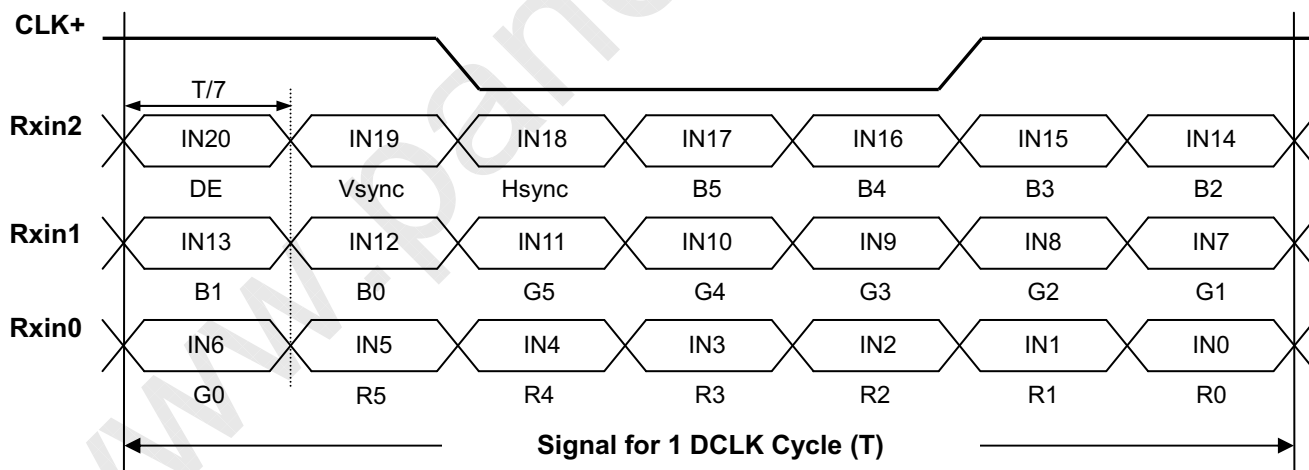 CLK+
T/7
Rxin2 IN20 IN19 IN18 IN17 IN16 IN15 IN14
DE Vsync Hsync B5 B4 B3 B2
Rxin1 IN13 IN12 IN11 IN10 IN9 IN8 IN7
B1 B0 G5 G4 G3 G2 G1
Rxin0 IN6 IN5 IN4 IN3 IN2 IN1 IN0
G0 R5 R4 R3 R2 R1 R0
Signal for 1 DCLK Cycle (T)